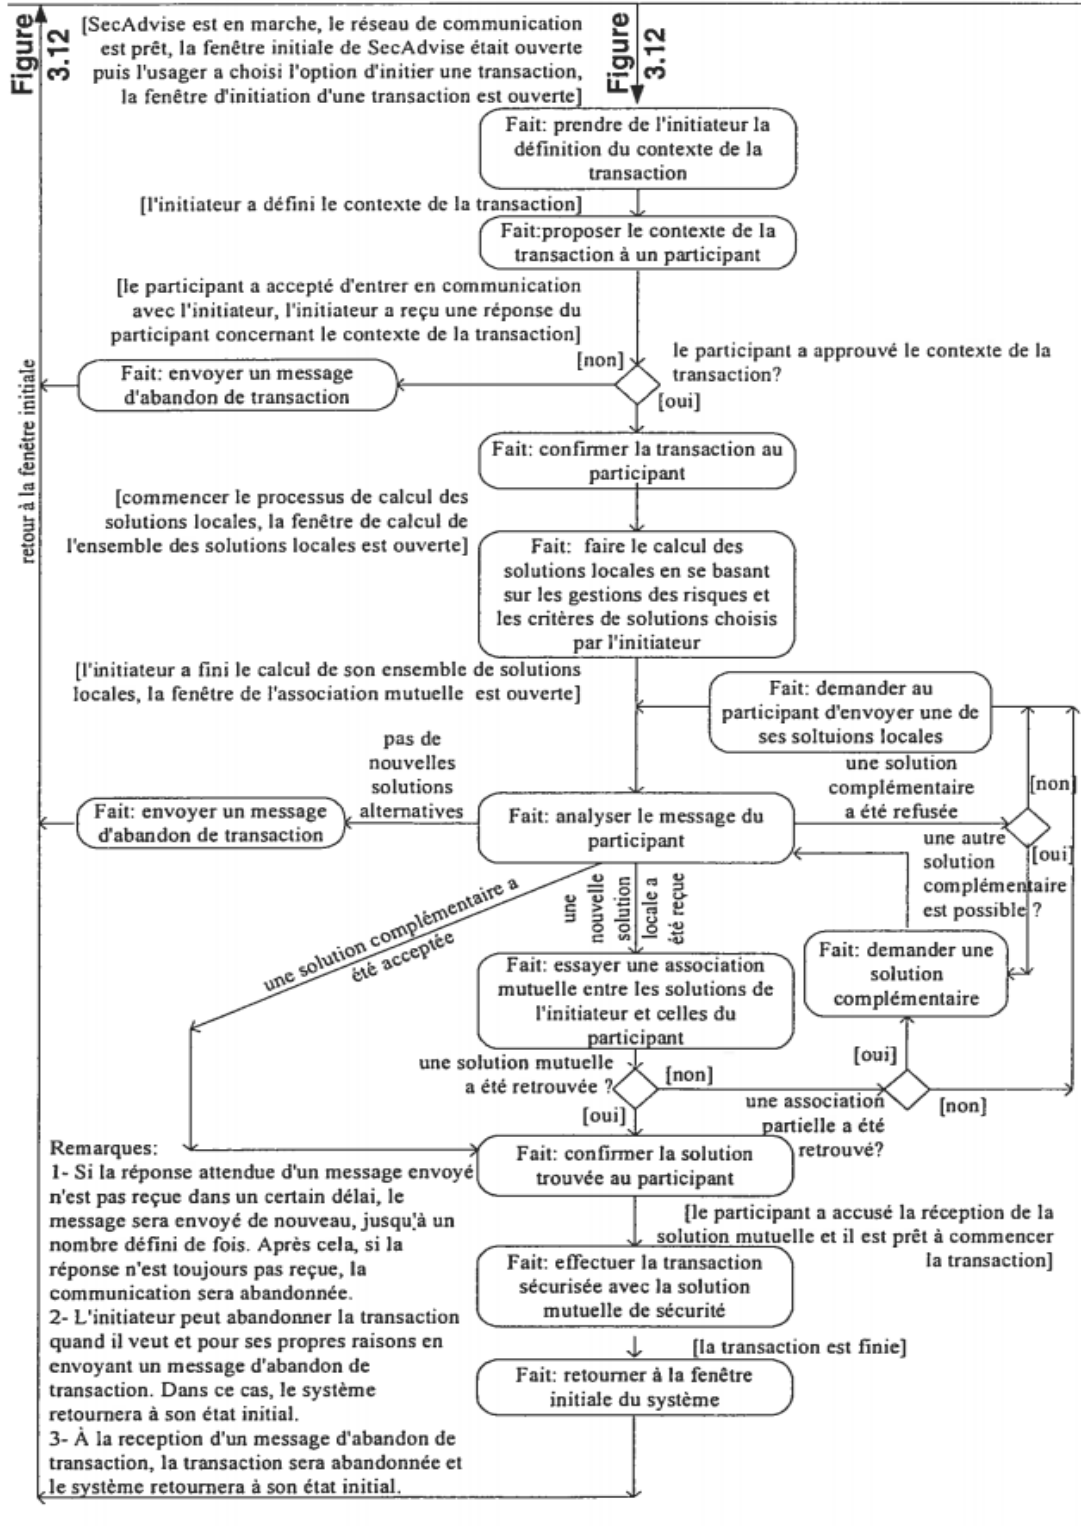 Figure
3.12
[SecAdvise est en marche, le réseau de communication
est prêt, la fenêtre initiale de SecAdvise était ouverte
puis l'usager a choisi l'option d'initier une transaction,
la fenêtre d'initiation d'une transaction est ouverte]
Figure
3.12
Fait: prendre de l'initiateur la
définition du contexte de la
transaction
[l'initiateur a défini le contexte de la transaction]
Fait:proposer le contexte de la
transaction à un participant
[le participant a accepté d'entrer en communication
avec l'initiateur, l'initiateur a reçu une réponse du
participant concernant le contexte de la transaction]
[non]
le participant a approuvé le contexte de la
transaction?
Fait: envoyer un message
d'abandon de transaction
[oui]
retour à la fenêtre initiale
Fait: confirmer la transaction au
participant
[commencer le processus de calcul des
solutions locales, la fenêtre de calcul de
l'ensemble des solutions locales est ouverte]
Fait: faire le calcul des
solutions locales en se basant
sur les gestions des risques et
les critères de solutions choisis
par l'initiateur
[l'initiateur a fini le calcul de son ensemble de solutions
locales, la fenêtre de l'association mutuelle est ouverte]
Fait: demander au
participant d'envoyer une de
ses soltuions locales
pas de
nouvelles
solutions
alternatives
une solution
complémentaire
a été refusée
[non]
Fait: envoyer un message
d'abandon de transaction
Fait: analyser le message du
participant
une autre
solution
complémentaire
est possible ?
[oui]
une solution complémentaire a
été acceptée
une
nouvelle
solution
locale a
été reçue
Fait: demander une
solution
complémentaire
Fait: essayer une association
mutuelle entre les solutions de
l'initiateur et celles du
participant
une solution mutuelle
a été retrouvée ?
[non]
[oui]
[oui]
une association
partielle a été
retrouvé?
[non]
Fait: confirmer la solution
trouvée au participant
[le participant a accusé la réception de la
solution mutuelle et il est prêt à commencer
la transaction]
Fait: effectuer la transaction
sécurisée avec la solution
mutuelle de sécurité
[la transaction est finie]
Fait: retourner à la fenêtre
initiale du système
Remarques:
1- Si la réponse attendue d'un message envoyé
n'est pas reçue dans un certain délai, le
message sera envoyé de nouveau, jusqu'à un
nombre défini de fois. Après cela, si la
réponse n'est toujours pas reçue, la
communication sera abandonnée.
2- L'initiateur peut abandonner la transaction
quand il veut et pour ses propres raisons en
envoyant un message d'abandon de
transaction. Dans ce cas, le système
retournera à son état initial.
3- À la reception d'un message d'abandon de
transaction, la transaction sera abandonnée et
le système retournera à son état initial.